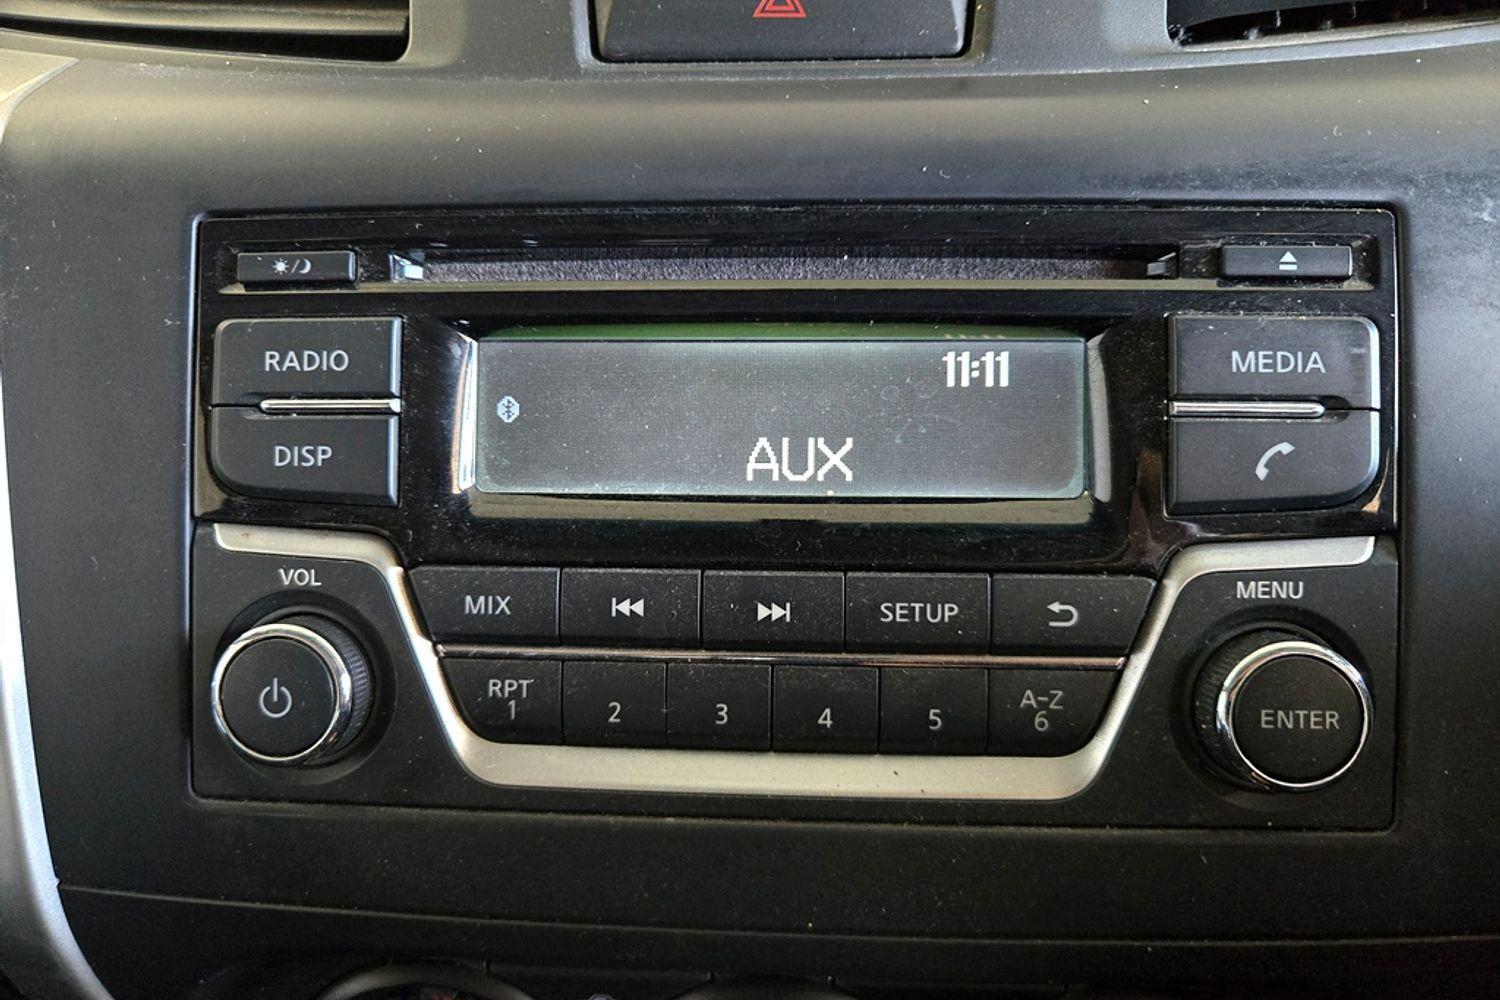 RADIO
MEDIA
11:11
DISP
AUX
VOL
MENU
MIX
SETUP
RPT
1
2
3
4
5
A-Z
6
ENTER